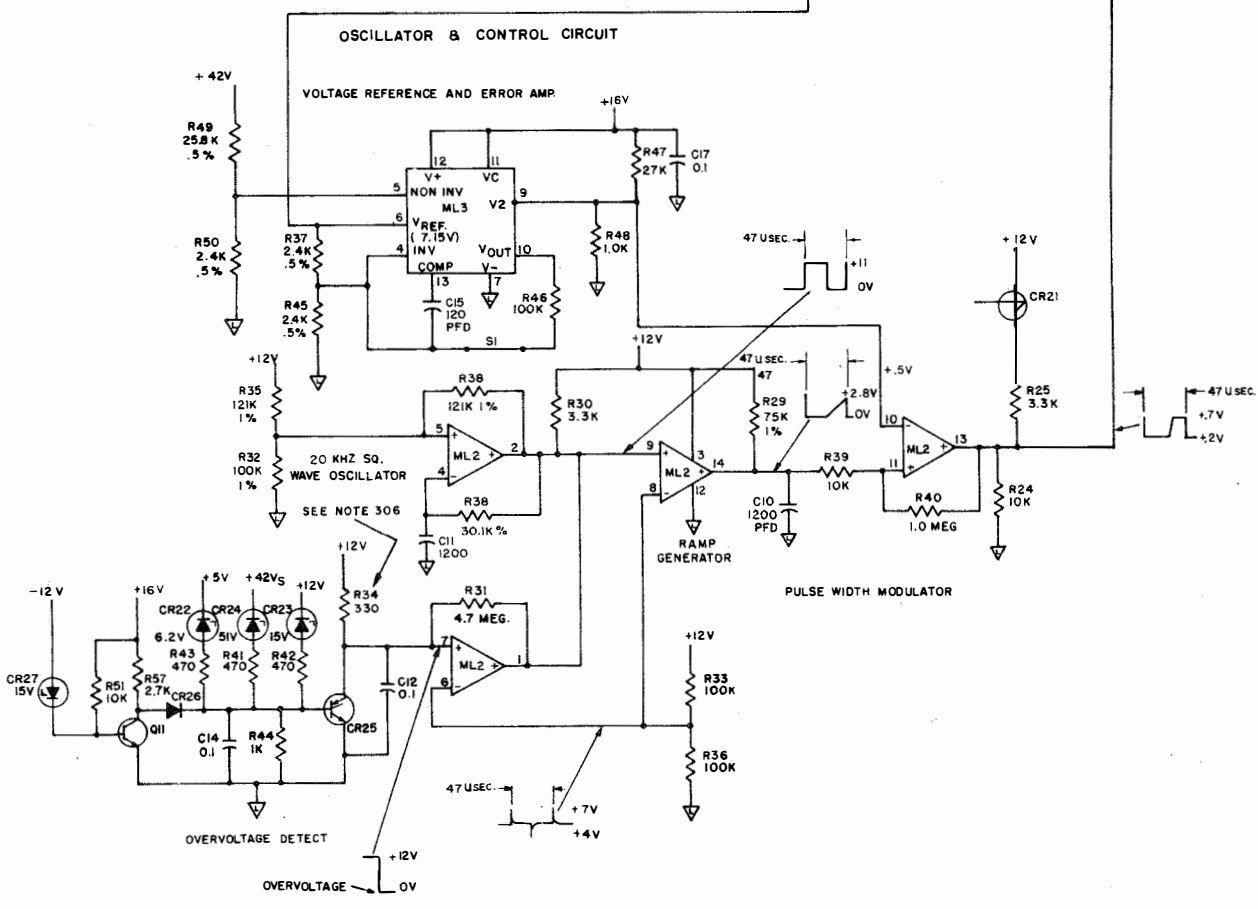 OSCILLATOR & CONTROL CIRCUIT
+ 42V
VOLTAGE REFERENCE AND ERROR AMP.
+16V
R49
25.8K
.5%
12
V+
11
VC
R47
27K
C17
0.1
5
NON INV
ML3
V2
9
6
VREF.
(7.15V)
4
INV
VOUT
10
COMP
V-
13
7
R50
2.4K
.5%
R37
2.4K
.5%
R45
2.4K
.5%
C15
120
PFD
R46
100K
S1
R48
1.0K
47 USEC.
+11
0V
+12V
CR21
+12V
R35
121K
1%
R32
100K
1%
R38
121K 1%
5
+
4
-
ML2
+
2
20 KHZ SQ.
WAVE OSCILLATOR
R38
30.1K %
C11
1200
+12V
R30
3.3K
47
R29
75K
1%
9
+
8
-
ML2
+
3
12
14
RAMP
GENERATOR
47 USEC.
+2.8V
0V
+.5V
C10
1200
PFD
R39
10K
10
-
11
+
ML2
+
13
R40
1.0 MEG
R25
3.3K
R24
10K
47 USEC.
+.7V
+.2V
PULSE WIDTH MODULATOR
SEE NOTE 306
+12V
R34
330
-12V
+16V
+5V
+42VS
+12V
CR22
6.2V
CR24
51V
CR23
15V
R43
470
R41
470
R42
470
CR27
15V
R51
10K
R57
2.7K
CR26
Q11
C14
0.1
R44
1K
CR25
C12
0.1
R31
4.7 MEG.
7
+
6
-
ML2
+
1
+12V
R33
100K
R36
100K
47 USEC.
+7V
+4V
OVERVOLTAGE DETECT
+12V
OVERVOLTAGE
0V
L
L
L
L
L
L
L
L
L
L
L
L
L